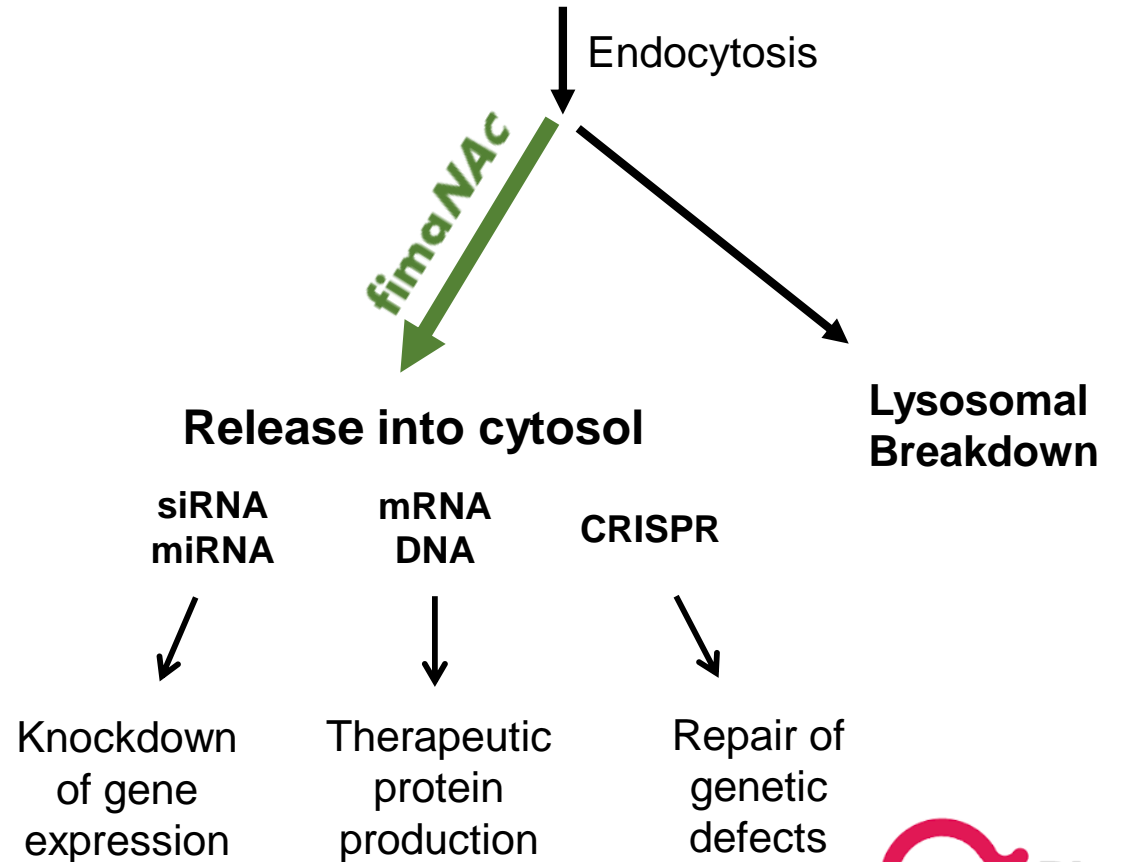 Endocytosis
fimaNAc
Release into cytosol
Lysosomal
Breakdown
siRNA
miRNA
mRNA
DNA
CRISPR
Knockdown
of gene
expression
Therapeutic
protein
production
Repair of
genetic
defects